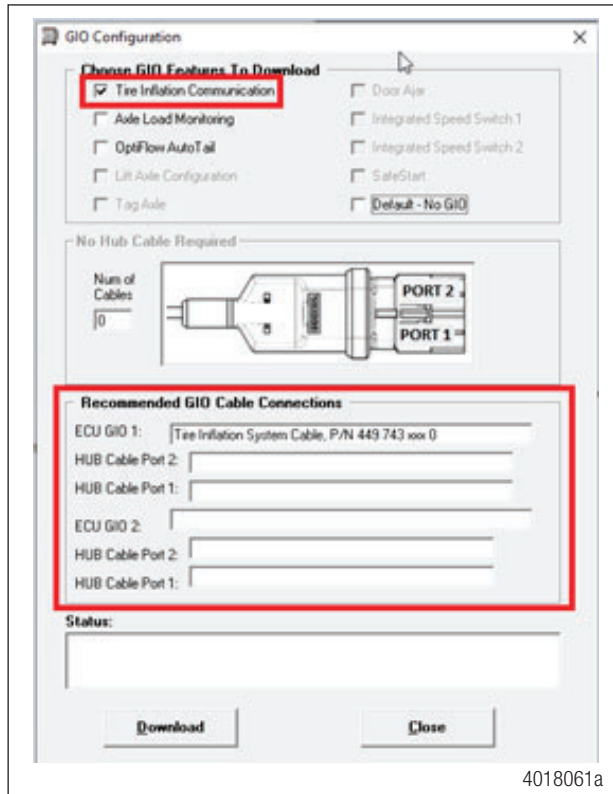 GIO Configuration
Choose GIO Features To Download
Tire Inflation Communication
Door Ajar
Axle Load Monitoring
Integrated Speed Switch 1
OptiFlow AutoTail
Integrated Speed Switch 2
Lift Axle Configuration
SafeStart
Tag Axle
Default - No GIO
No Hub Cable Required
Num of
Cables
0
PORT 2
PORT 1
Recommended GIO Cable Connections
ECU GIO 1: Tire Inflation System Cable, P/N 449 743 xxx 0
HUB Cable Port 2:
HUB Cable Port 1:
ECU GIO 2:
HUB Cable Port 2:
HUB Cable Port 1:
Status:
Download
Close
4018061a